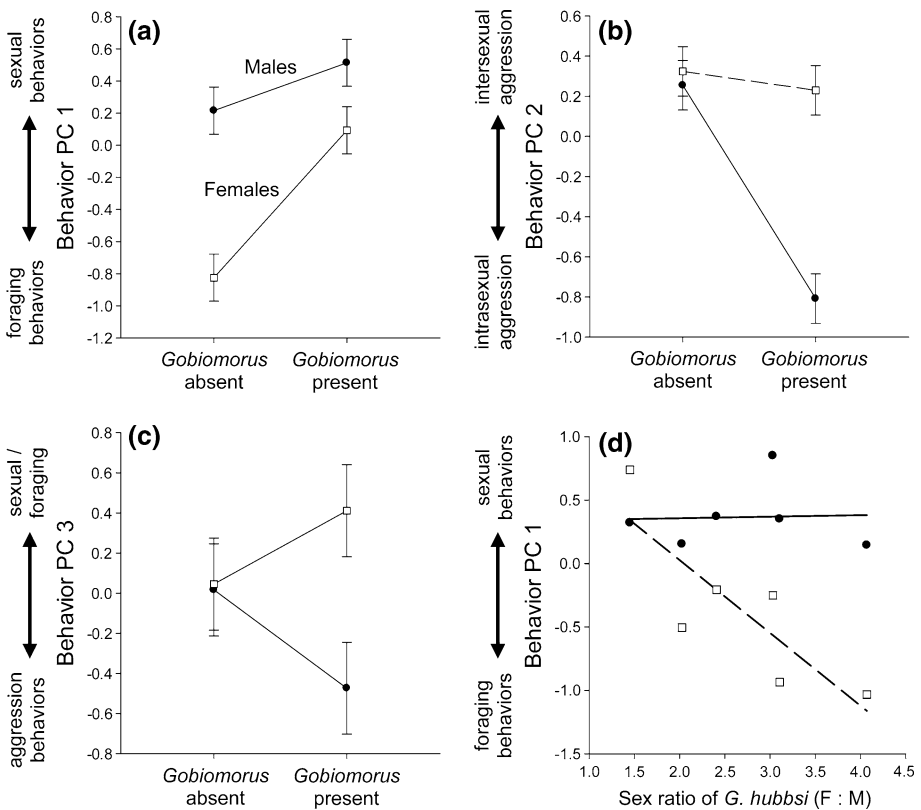 (a)
sexual
behaviors
foraging
behaviors
Behavior PC 1
0.8
0.6
0.4
0.2
0.0
-0.2
-0.4
-0.6
-0.8
-1.0
-1.2
Males
Females
Gobiomorus
absent
Gobiomorus
present
(b)
intersexual
aggression
intrasexual
aggression
Behavior PC 2
0.6
0.4
0.2
0.0
-0.2
-0.4
-0.6
-0.8
-1.0
Gobiomorus
absent
Gobiomorus
present
(c)
sexual /
foraging
aggression
behaviors
Behavior PC 3
0.8
0.6
0.4
0.2
0.0
-0.2
-0.4
-0.6
-0.8
Gobiomorus
absent
Gobiomorus
present
(d)
sexual
behaviors
foraging
behaviors
Behavior PC 1
1.0
0.5
0.0
-0.5
-1.0
-1.5
1.0 1.5 2.0 2.5 3.0 3.5 4.0 4.5
Sex ratio of G. hubbsi (F : M)